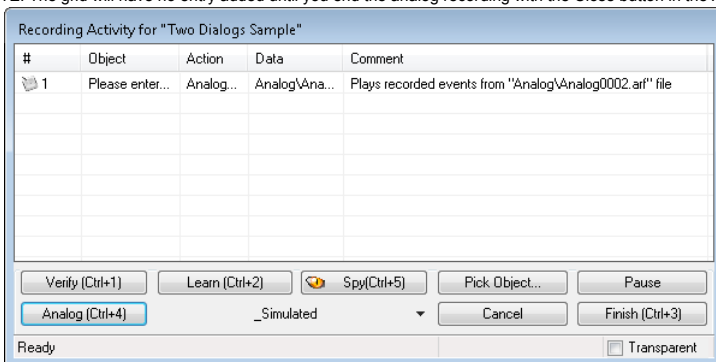 Recording Activity for "Two Dialogs Sample"
# Object Action Data Comment
1 Please enter... Analog... Analog\Ana... Plays recorded events from "Analog\Analog0002.arf" file
Verify (Ctrl+1) Learn (Ctrl+2) Spy(Ctrl+5) Pick Object... Pause
Analog (Ctrl+4) _Simulated Cancel Finish (Ctrl+3)
Ready Transparent